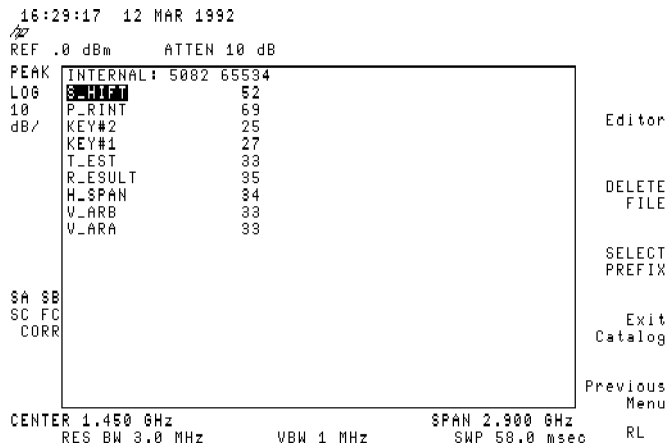 16:29:17 12 MAR 1992
hp
REF .0 dBm ATTEN 10 dB
PEAK
LOG
10
dB/
INTERNAL: 5082 65534
S_HIFT 52
P_RINT 69
KEY#2 25
KEY#1 27
T_EST 33
R_ESULT 35
H_SPAN 34
V_ARB 33
V_ARA 33
SA SB
SC FC
CORR
Editor
DELETE
FILE
SELECT
PREFIX
Exit
Catalog
Previous
Menu
RL
CENTER 1.450 GHz SPAN 2.900 GHz
RES BW 3.0 MHz VBW 1 MHz SWP 58.0 msec